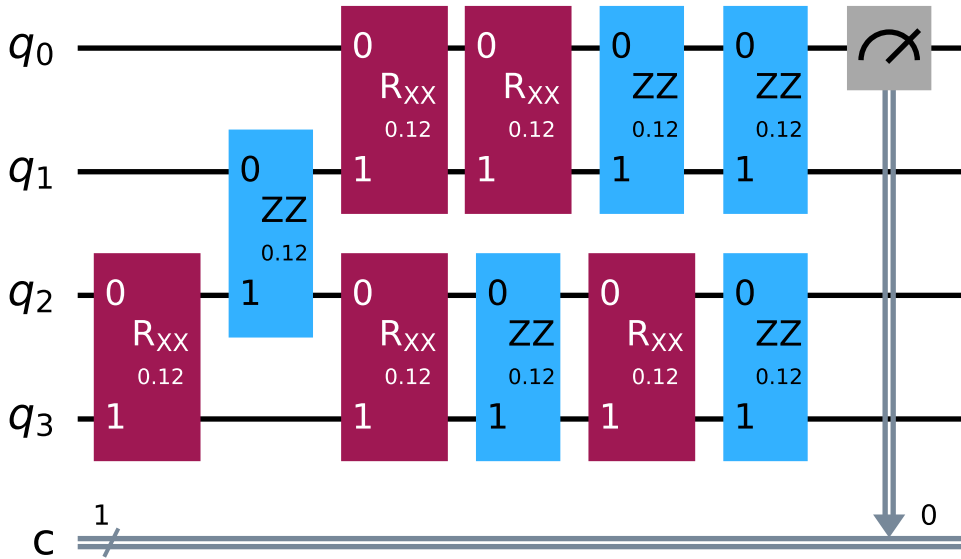 q0 0 0 0 0
RXX RXX ZZ ZZ
0.12 0.12 0.12 0.12
q1 0 1 1 1 1
ZZ
0.12
q2 0 1 0 0 0 0
RXX RXX ZZ RXX ZZ
0.12 0.12 0.12 0.12 0.12
q3 1 1 1 1 1
1 0
c